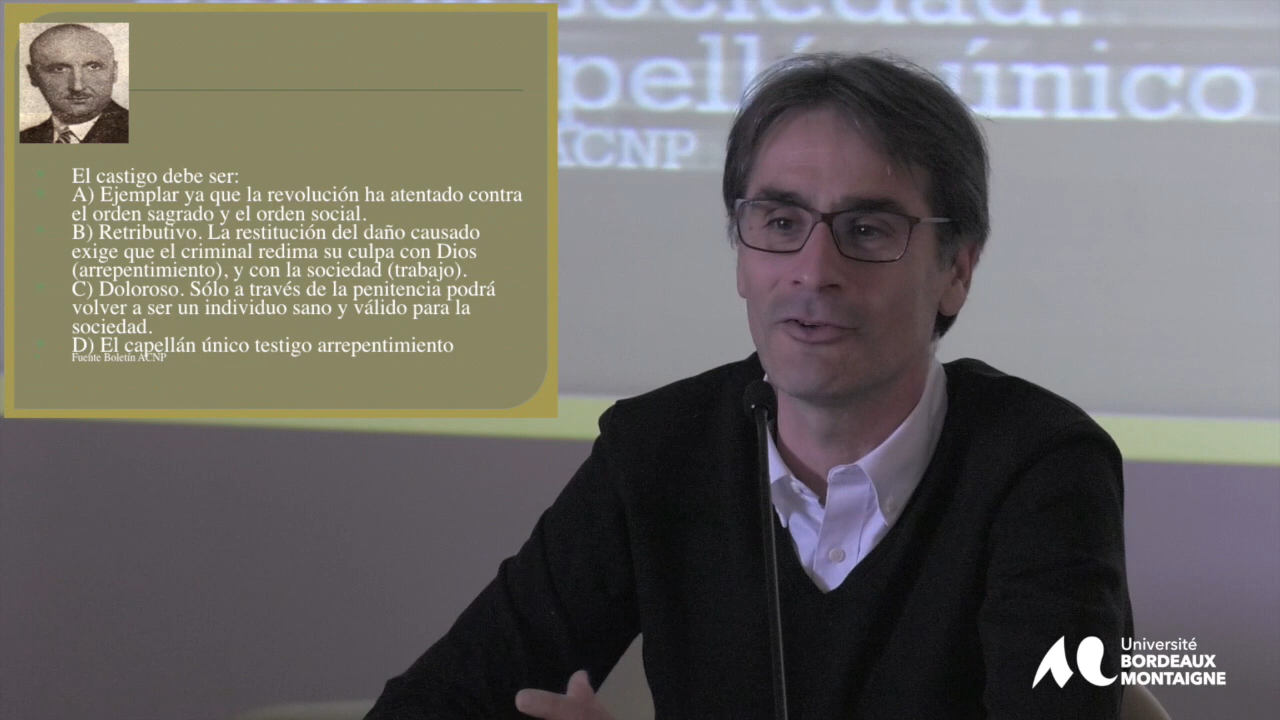 El castigo debe ser:
A) Ejemplar ya que la revolución ha atentado contra
el orden sagrado y el orden social.
B) Retributivo. La restitución del daño causado
exige que el criminal redima su culpa con Dios
(arrepentimiento), y con la sociedad (trabajo).
C) Doloroso. Sólo a través de la penitencia podrá
volver a ser un individuo sano y válido para la
sociedad.
D) El capellán único testigo arrepentimiento
Fuente Boletín ACNP
sociedad.
único
ACNP
Université
BORDEAUX
MONTAIGNE